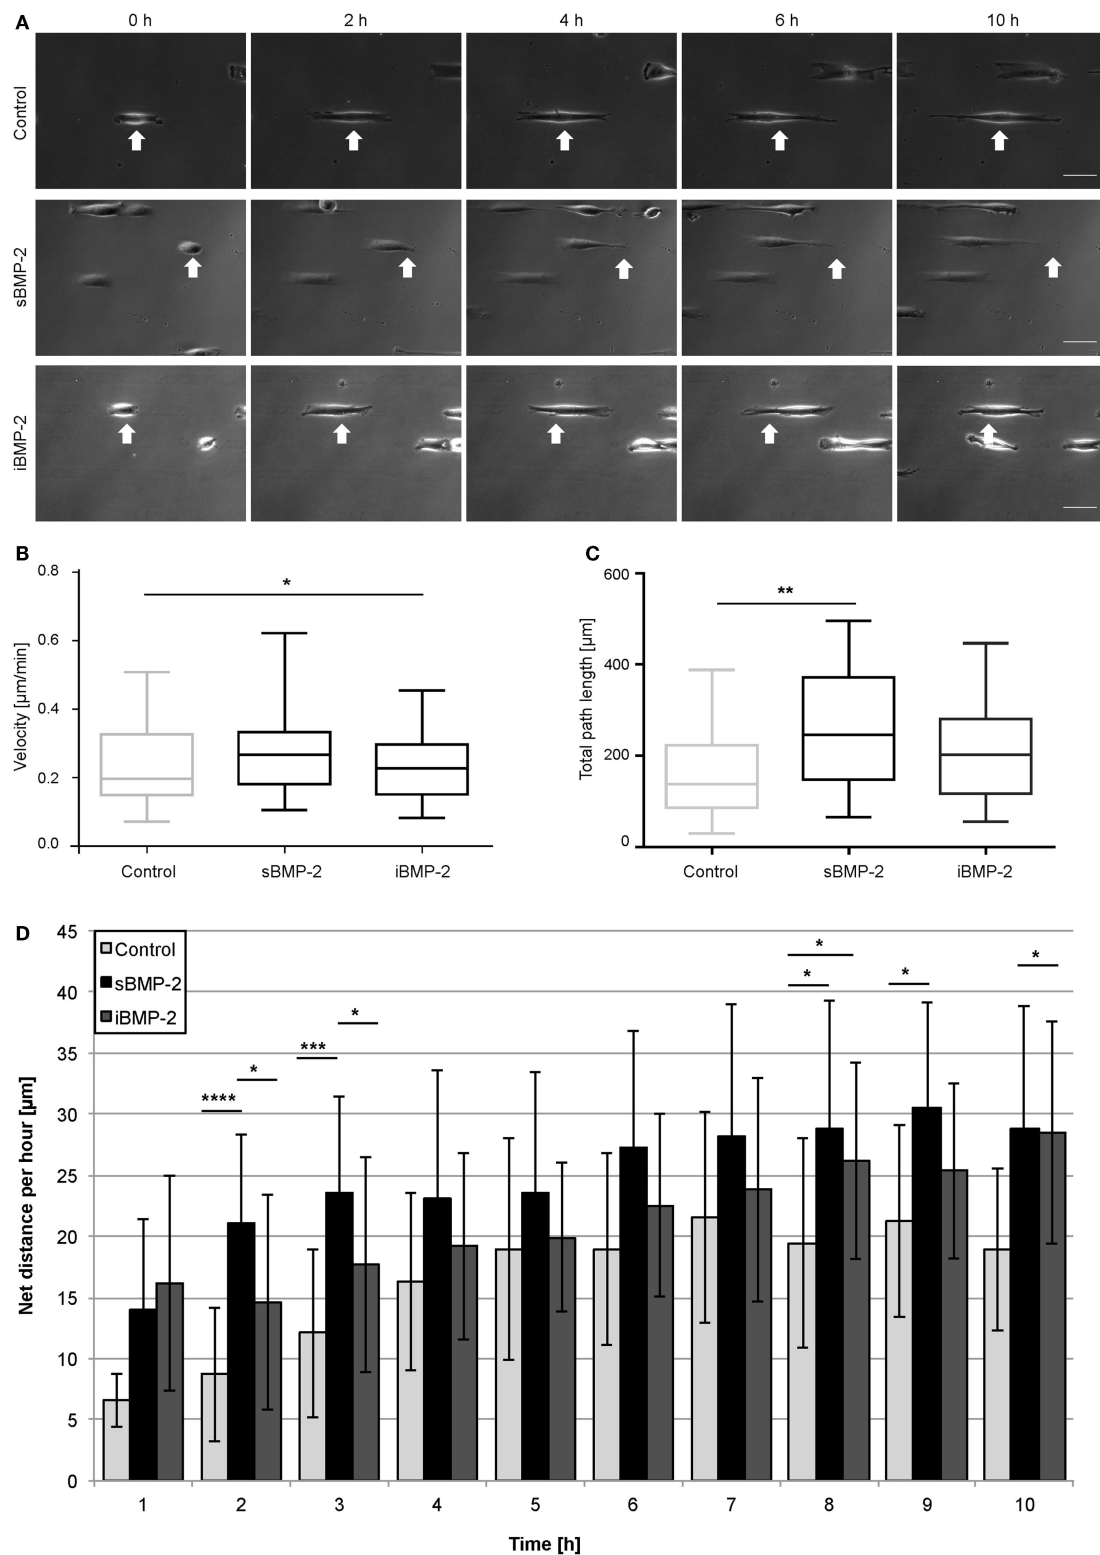 A
0 h 2 h 4 h 6 h 10 h
Control
sBMP-2
iBMP-2
B
Velocity [µm/min]
0.8
0.6
0.4
0.2
0.0
*
Control sBMP-2 iBMP-2
C
Total path length [µm]
600
400
200
0
**
Control sBMP-2 iBMP-2
D
Net distance per hour [µm]
45
40
35
30
25
20
15
10
5
0
Control
sBMP-2
iBMP-2
**** * *** * * * * *
1 2 3 4 5 6 7 8 9 10
Time [h]